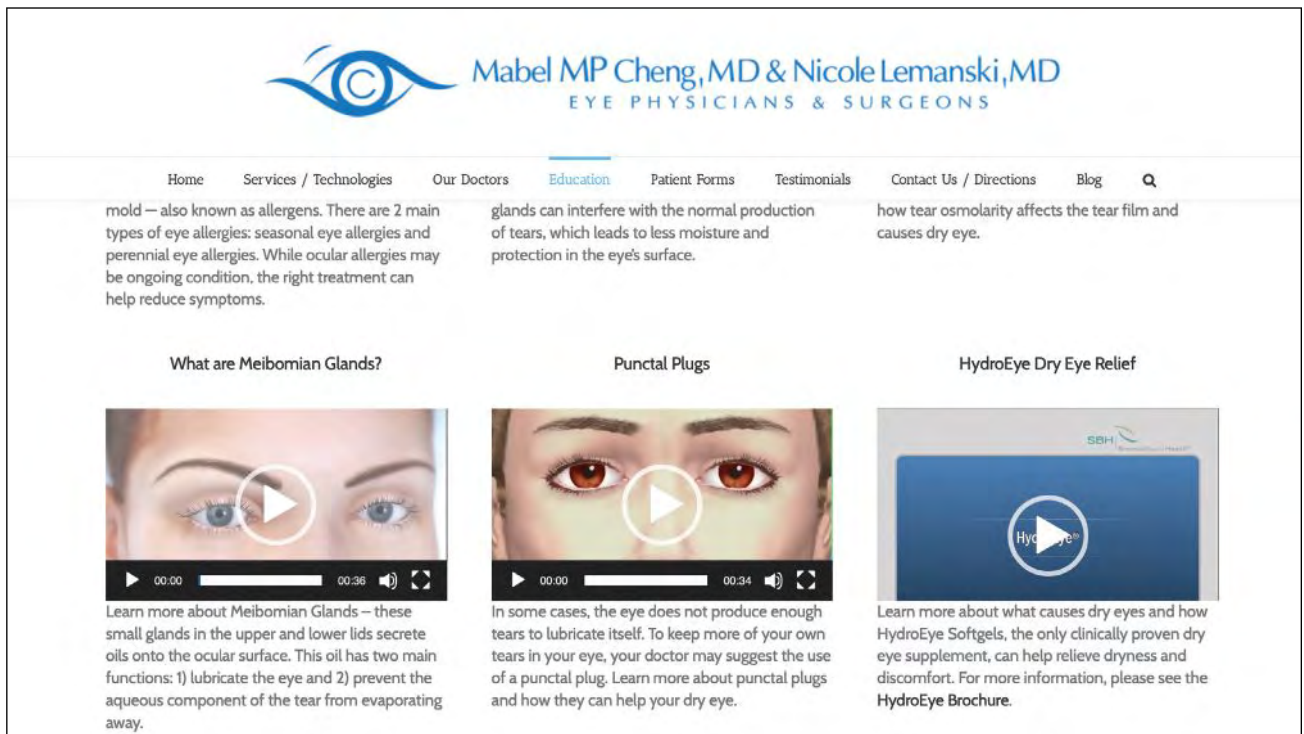 Mabel MP Cheng, MD & Nicole Lemanski, MD
EYE PHYSICIANS & SURGEONS
Home Services / Technologies Our Doctors Education Patient Forms Testimonials Contact Us / Directions Blog
mold — also known as allergens. There are 2 main
types of eye allergies: seasonal eye allergies and
perennial eye allergies. While ocular allergies may
be ongoing condition, the right treatment can
help reduce symptoms.
glands can interfere with the normal production
of tears, which leads to less moisture and
protection in the eye's surface.
how tear osmolarity affects the tear film and
causes dry eye.
What are Meibomian Glands?
00:00 00:36
Learn more about Meibomian Glands – these
small glands in the upper and lower lids secrete
oils onto the ocular surface. This oil has two main
functions: 1) lubricate the eye and 2) prevent the
aqueous component of the tear from evaporating
away.
Punctal Plugs
00:00 00:34
In some cases, the eye does not produce enough
tears to lubricate itself. To keep more of your own
tears in your eye, your doctor may suggest the use
of a punctal plug. Learn more about punctal plugs
and how they can help your dry eye.
HydroEye Dry Eye Relief
SBH
HydroEye®
Learn more about what causes dry eyes and how
HydroEye Softgels, the only clinically proven dry
eye supplement, can help relieve dryness and
discomfort. For more information, please see the
HydroEye Brochure.